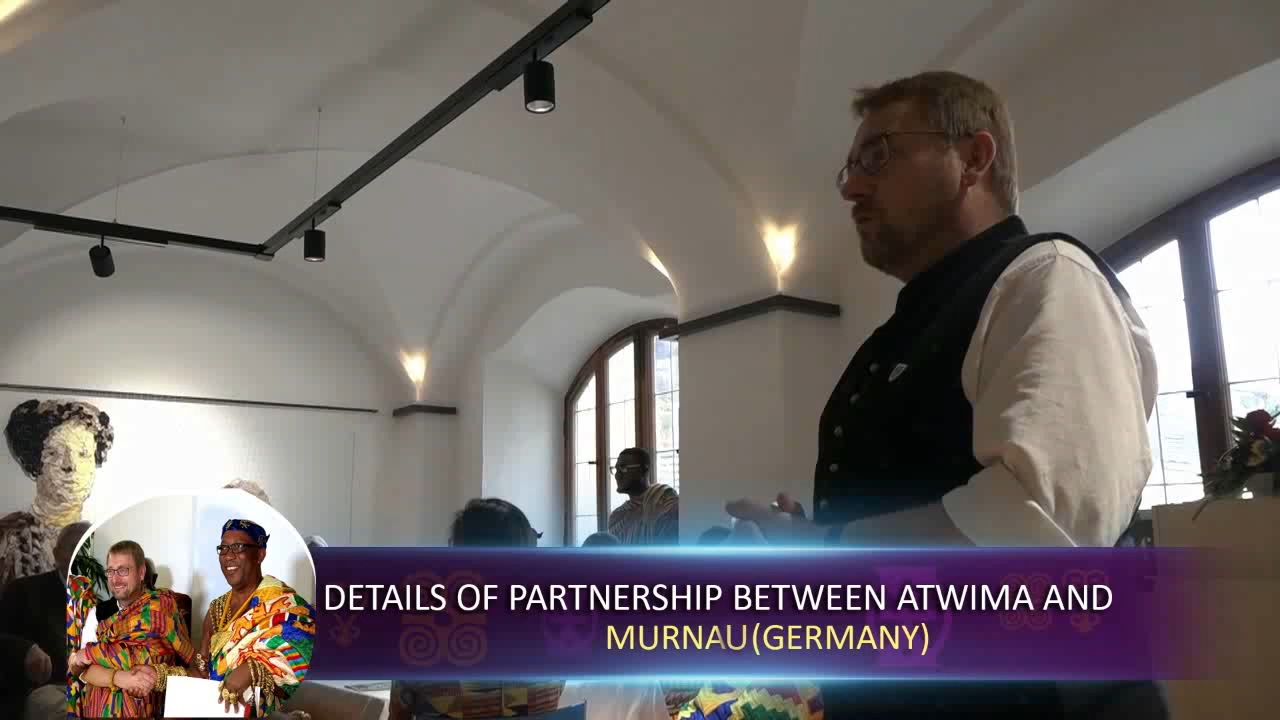 DETAILS OF PARTNERSHIP BETWEEN ATWIMA AND
MURNAU(GERMANY)